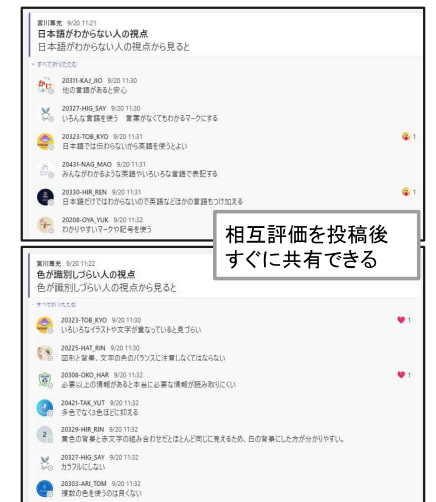 宮川尊充 9/20 11:21
日本語がわからない人の視点
日本語がわからない人の視点から見ると
すべて折りたたむ
20311-KAJ_JIO 9/20 11:30
他の言語があると安心
20327-HIG_SAY 9/20 11:30
いろんな言語を使う 言葉がなくてもわかるマークにする
20323-TOB_KYO 9/20 11:31
日本語では伝わらないから英語を使うとよい
1
20431-NAG_MAO 9/20 11:31
みんながわかるような英語やいろいろな言語で表記する
20330-HIR_REN 9/20 11:31
日本語だけではわからないので英語などほかの言語もつけ加える
1
20208-OYA_YUK 9/20 11:32
わかりやすいマークや記号を使う
相互評価を投稿後
すぐに共有できる
宮川尊充 9/20 11:22
色が識別しづらい人の視点
色が識別しづらい人の視点から見ると
すべて折りたたむ
20323-TOB_KYO 9/20 11:30
いろいろなイラストや文字が重なっていると見づらい
1
20225-HAT_RIN 9/20 11:30
図形と背景、文字の色のバランスに注意しなくてはならない
20308-OKO_HAR 9/20 11:32
必要以上の情報があると本当に必要な情報が読み取りにくい
1
20421-TAK_YUT 9/20 11:32
多色でなく3色ほどに抑える
2
20329-HIR_RIN 9/20 11:32
黄色の背景と赤文字の組み合わせだとほとんど同じに見えるため、白の背景にした方が分かりやすい。
20327-HIG_SAY 9/20 11:32
カラフルにしない
20303-ARI_TOM 9/20 11:32
複数の色を使うのは良くない